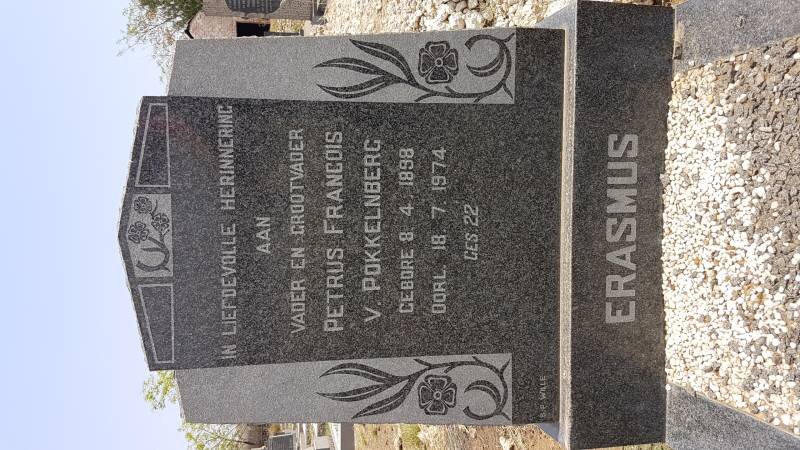 IN LIEFDEVOLLE HERINNERING
AAN
VADER EN GROOTVADER
PETRUS FRANCOIS
V. POKKELNBERG
GEBORE 8. 4. 1898
OORL. 18. 7. 1974
GES 22
WILLE
ERASMUS